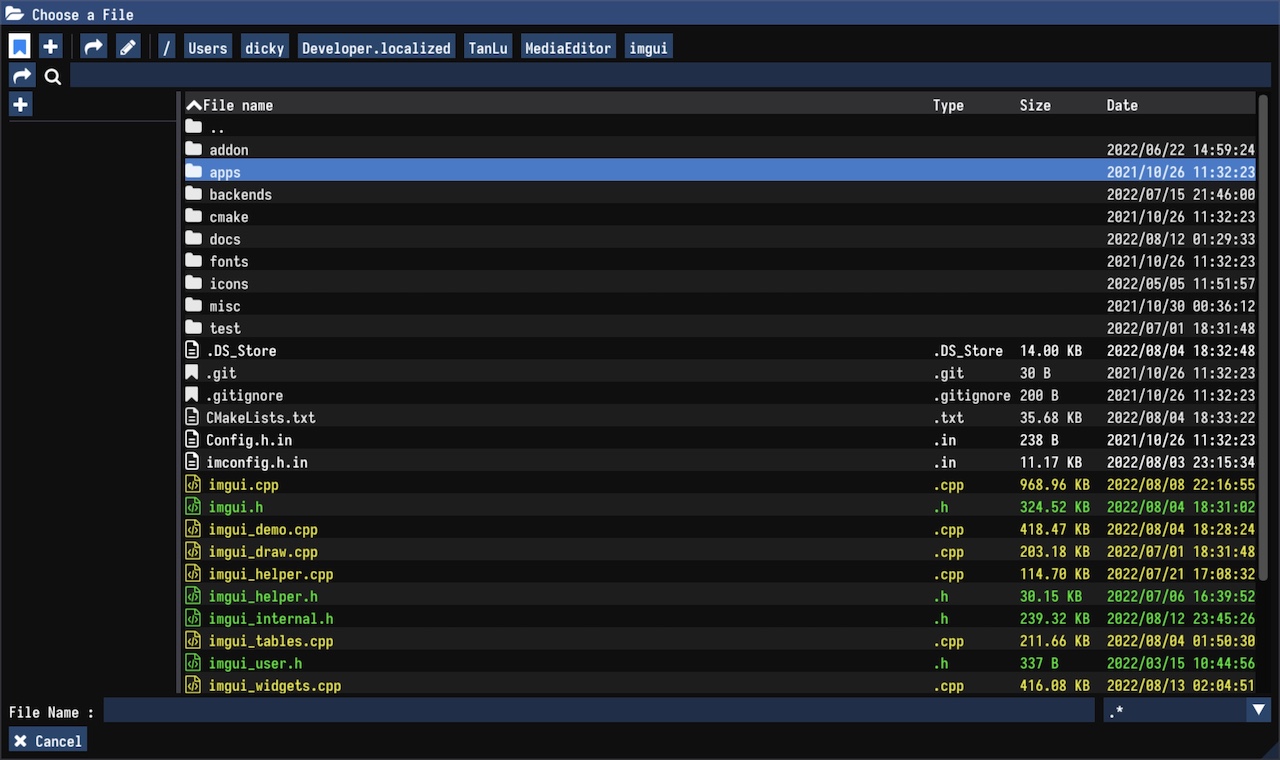 Choose a File
/ Users dicky Developer.localized TanLu MediaEditor imgui
File name Type Size Date
..
addon 2022/06/22 14:59:24
apps 2021/10/26 11:32:23
backends 2022/07/15 21:46:00
cmake 2021/10/26 11:32:23
docs 2022/08/12 01:29:33
fonts 2021/10/26 11:32:23
icons 2022/05/05 11:51:57
misc 2021/10/30 00:36:12
test 2022/07/01 18:31:48
.DS_Store .DS_Store 14.00 KB 2022/08/04 18:32:48
.git .git 30 B 2021/10/26 11:32:23
.gitignore .gitignore 200 B 2021/10/26 11:32:23
CMakeLists.txt .txt 35.68 KB 2022/08/04 18:33:22
Config.h.in .in 238 B 2021/10/26 11:32:23
imconfig.h.in .in 11.17 KB 2022/08/03 23:15:34
imgui.cpp .cpp 968.96 KB 2022/08/08 22:16:55
imgui.h .h 324.52 KB 2022/08/04 18:31:02
imgui_demo.cpp .cpp 418.47 KB 2022/08/04 18:28:24
imgui_draw.cpp .cpp 203.18 KB 2022/07/01 18:31:48
imgui_helper.cpp .cpp 114.70 KB 2022/07/21 17:08:32
imgui_helper.h .h 30.15 KB 2022/07/06 16:39:52
imgui_internal.h .h 239.32 KB 2022/08/12 23:45:26
imgui_tables.cpp .cpp 211.66 KB 2022/08/04 01:50:30
imgui_user.h .h 337 B 2022/03/15 10:44:56
imgui_widgets.cpp .cpp 416.08 KB 2022/08/13 02:04:51
File Name : .*
Cancel